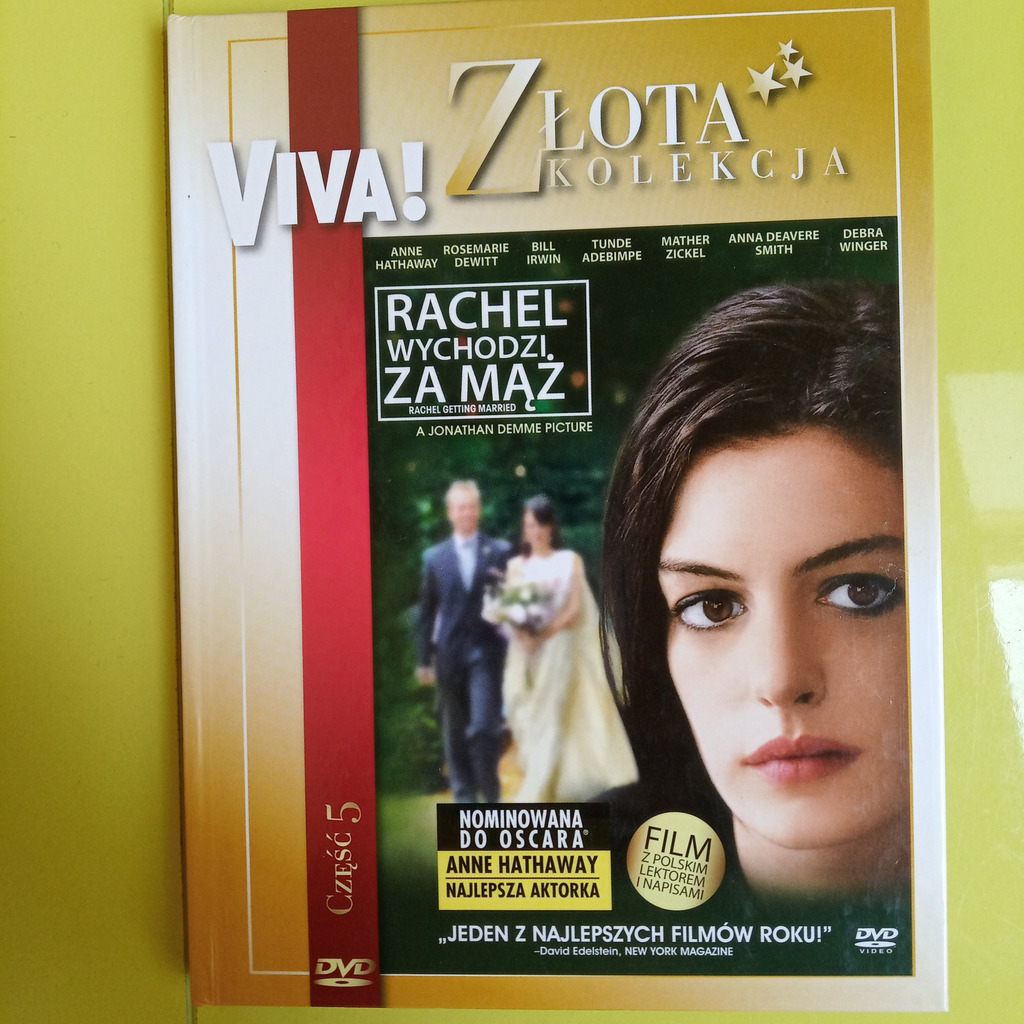 VIVA!
ZŁOTA
KOLEKCJA
ANNE
HATHAWAY
ROSEMARIE
DEWITT
BILL
IRWIN
TUNDE
ADEBIMPE
MATHER
ZICKEL
ANNA DEAVERE
SMITH
DEBRA
WINGER
RACHEL
WYCHODZI
ZA MĄŻ
RACHEL GETTING MARRIED
A JONATHAN DEMME PICTURE
NOMINOWANA
DO OSCARA®
ANNE HATHAWAY
NAJLEPSZA AKTORKA
FILM
Z POLSKIM
LEKTOREM
I NAPISAMI
„JEDEN Z NAJLEPSZYCH FILMÓW ROKU!”
–David Edelstein, NEW YORK MAGAZINE
DVD
VIDEO
CZĘŚĆ 5
DVD